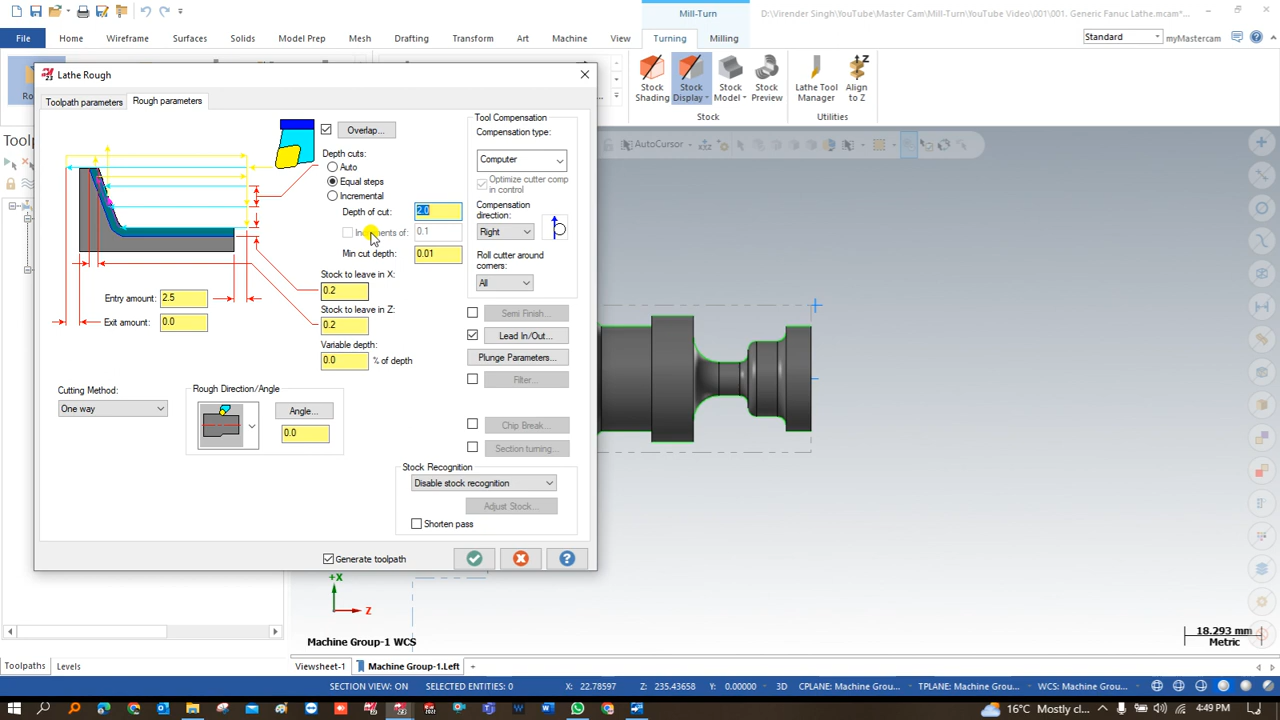 Mill-Turn
D:\Virender Singh\YouTube\Master Cam\Mill-Turn\YouTube Video\001\001. Generic Fanuc Lathe.mcam*...
File Home Wireframe Surfaces Solids Model Prep Mesh Drafting Transform Art Machine View Turning Milling
Standard
myMastercam
Stock Shading
Stock Display
Stock Model
Stock Preview
Lathe Tool Manager
Align to Z
Stock
Utilities
AutoCursor
Lathe Rough
Toolpath parameters
Rough parameters
Overlap...
Depth cuts:
Auto
Equal steps
Incremental
Depth of cut: 2.0
0.1
Min cut depth: 0.01
Stock to leave in X:
0.2
Stock to leave in Z:
0.2
Variable depth:
0.0 % of depth
Entry amount: 2.5
Exit amount: 0.0
Cutting Method:
One way
Rough Direction/Angle
Angle...
0.0
Tool Compensation
Compensation type:
Computer
Optimize cutter comp
in control
Compensation
direction:
Right
Roll cutter around
corners:
All
Semi Finish...
Lead In/Out...
Plunge Parameters...
Filter...
Chip Break...
Section turning...
Stock Recognition
Disable stock recognition
Adjust Stock...
Shorten pass
Generate toolpath
+X
Z
Machine Group-1 WCS
18.293 mm
Metric
Toolpaths Levels
Viewsheet-1 Machine Group-1.Left +
SECTION VIEW: ON SELECTED ENTITIES: 0 X: 22.78597 Z: 235.43658 Y: 0.00000 3D CPLANE: Machine Grou... TPLANE: Machine Grou... WCS: Machine Grou...
16°C Mostly cl... 4:49 PM